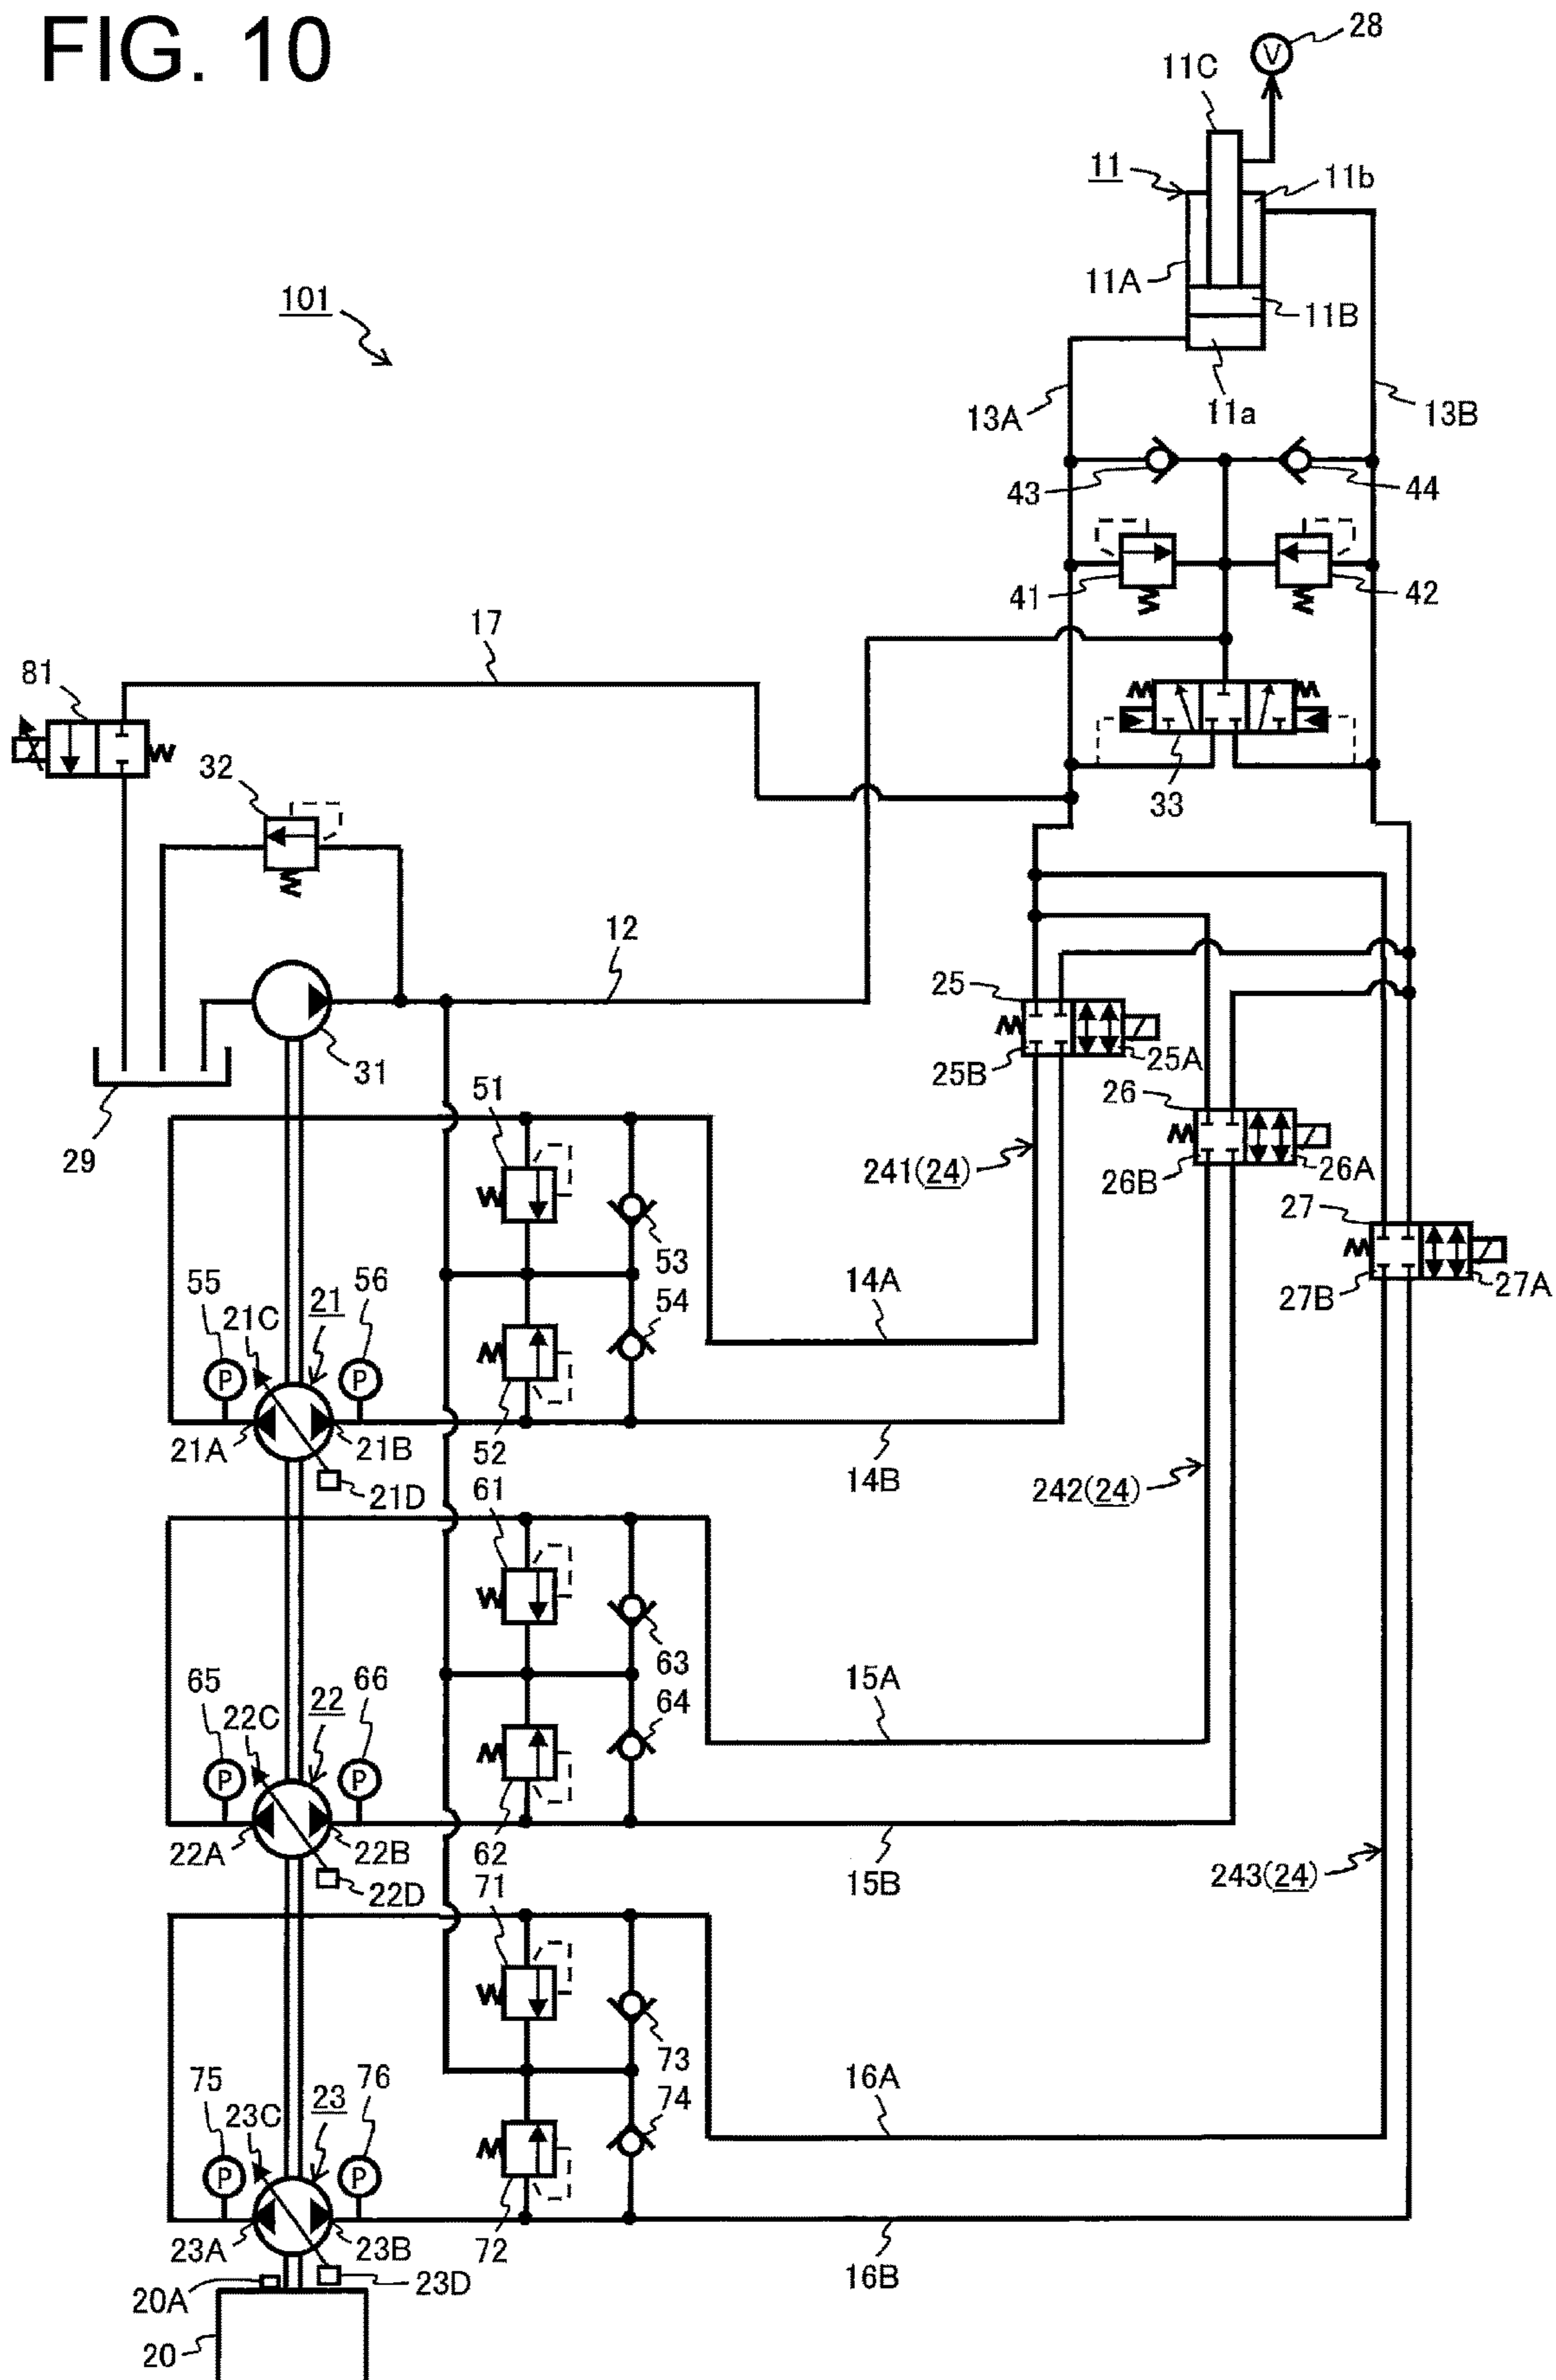 FIG. 10
28
V
11C
11
11b
11A
11B
101
11a
13A
13B
43
44
41
42
17
81
32
33
12
25
31
25B
25A
51
26
29
241(24)
26B
26A
27
53
55
56
14A
54
27B
27A
21C
21
P
P
21A
21B
52
14B
21D
242(24)
61
63
65
66
15A
64
22C
22
P
P
22A
22B
62
15B
22D
243(24)
71
73
75
76
16A
74
23C
23
P
P
23A
23B
72
16B
20A
23D
20